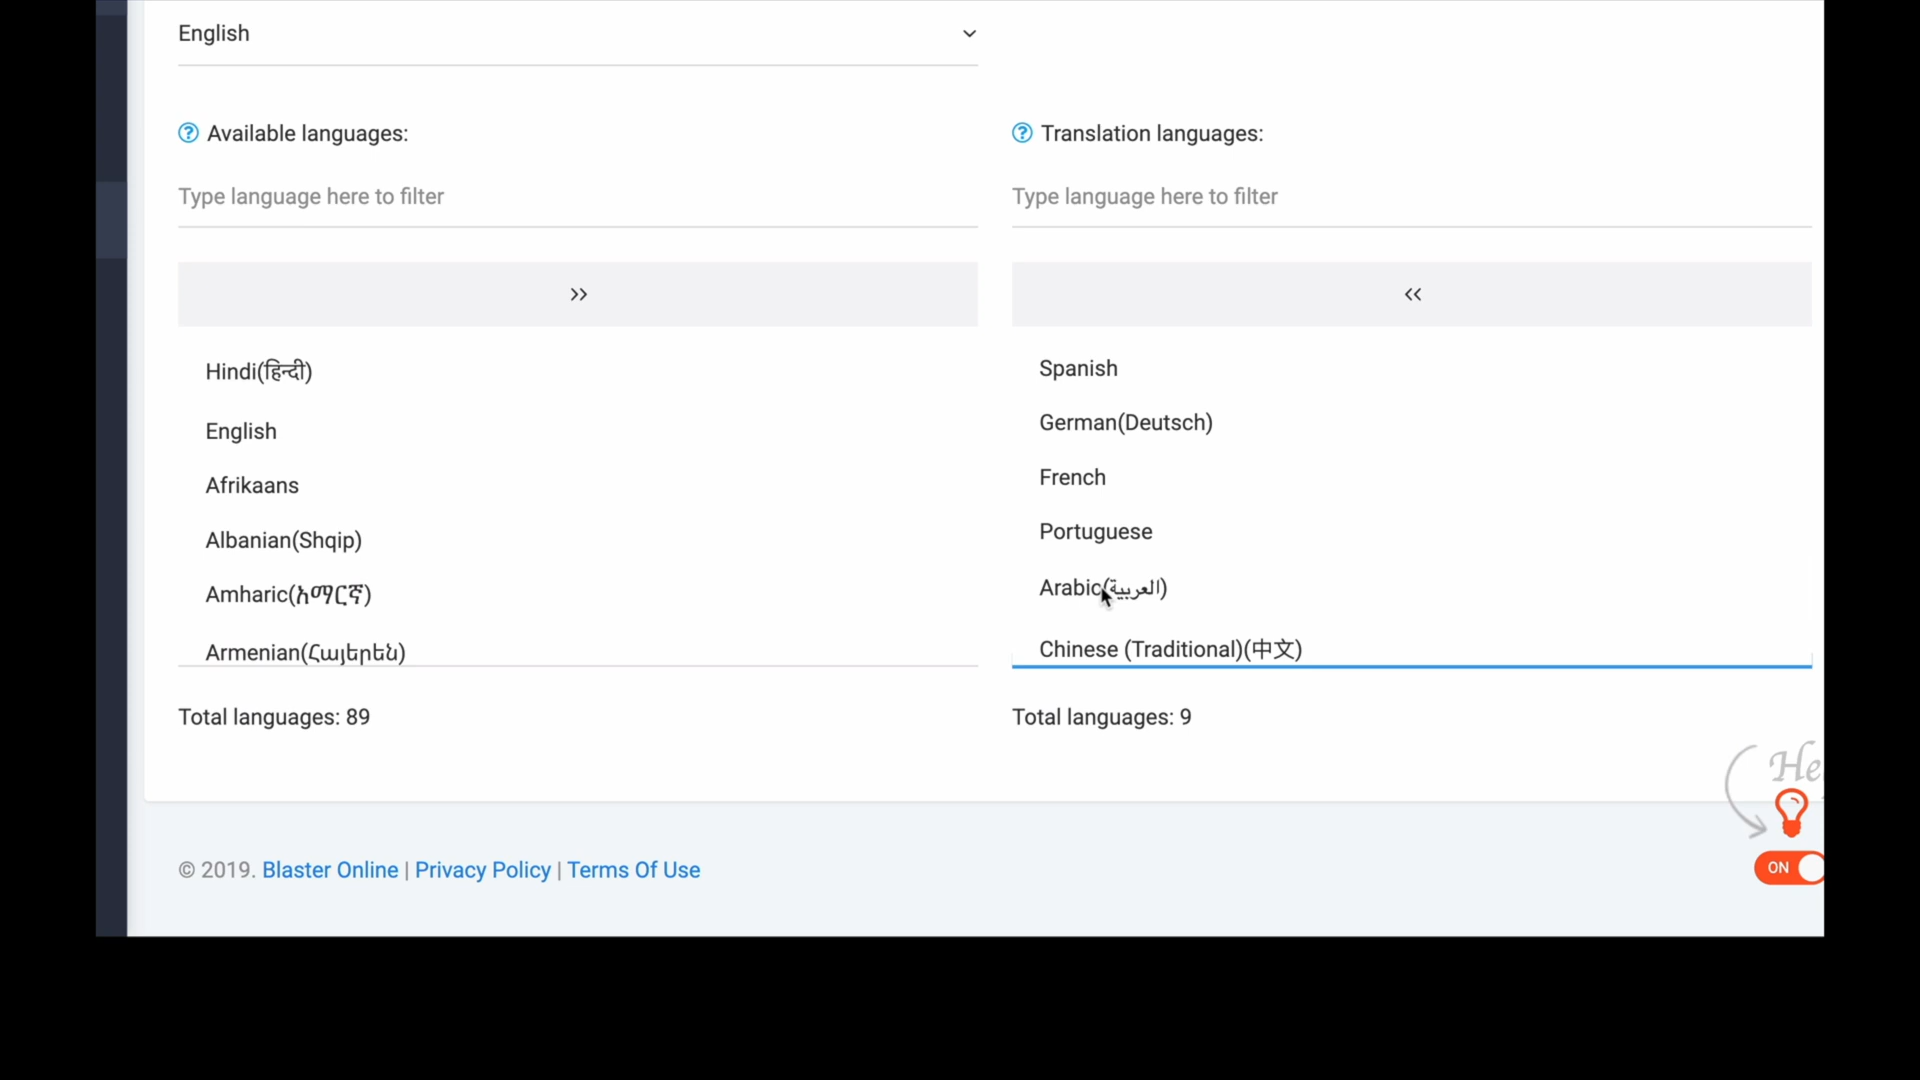 English
Available languages:
Translation languages:
Type language here to filter
Type language here to filter
>>
<<
Hindi(हिन्दी)
English
Afrikaans
Albanian(Shqip)
Amharic(አማርኛ)
Armenian(Հայերեն)
Spanish
German(Deutsch)
French
Portuguese
Arabic(العربية)
Chinese (Traditional)(中文)
Total languages: 89
Total languages: 9
© 2019. Blaster Online | Privacy Policy | Terms Of Use
ON